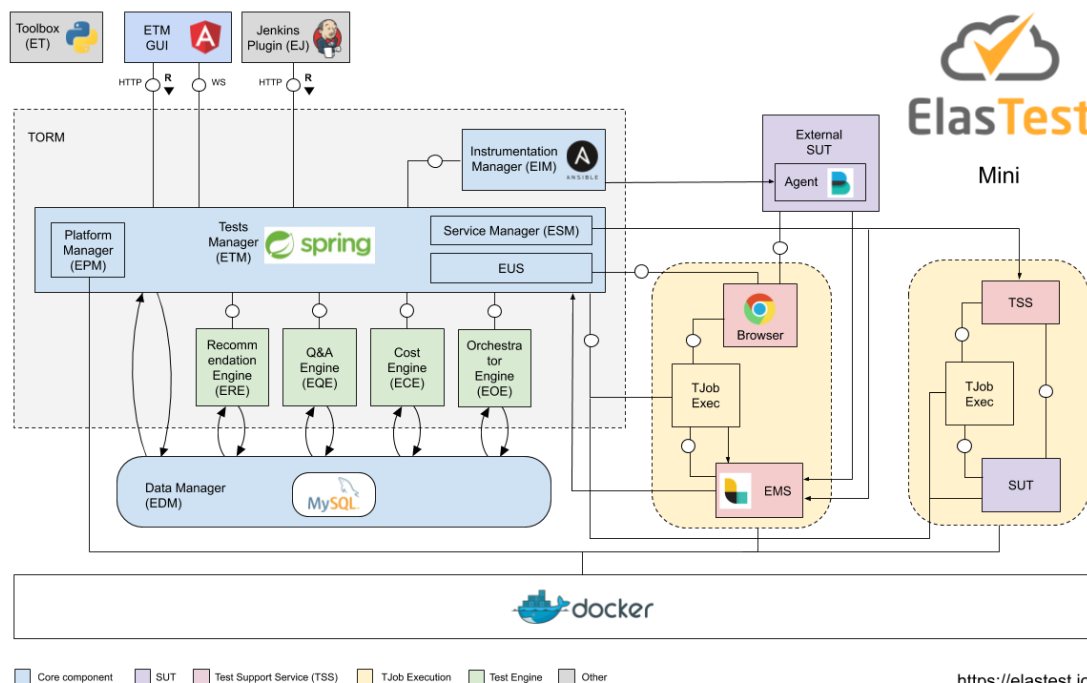 Toolbox
(ET)
ETM
GUI
Jenkins
Plugin (EJ)
HTTP
R
WS
HTTP
R
ElasTest
Mini
TORM
Instrumentation
Manager (EIM)
ANSIBLE
External
SUT
Agent
Platform
Manager
(EPM)
Tests
Manager
(ETM)
spring
Service Manager (ESM)
EUS
Browser
TSS
Recomm
endation
Engine
(ERE)
Q&A
Engine
(EQE)
Cost
Engine
(ECE)
Orchestra
tor Engine
(EOE)
TJob
Exec
TJob
Exec
Data Manager
(EDM)
MySQL
EMS
SUT
docker
Core component
SUT
Test Support Service (TSS)
TJob Execution
Test Engine
Other
https://elastest.io